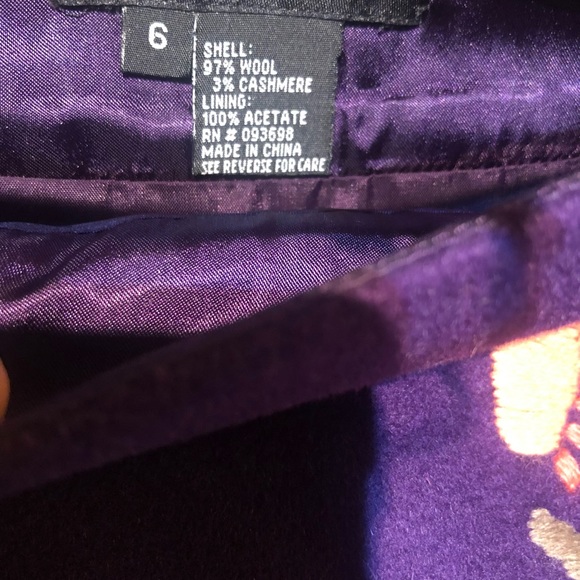 6
SHELL:
97% WOOL
3% CASHMERE
LINING:
100% ACETATE
RN # 093698
MADE IN CHINA
SEE REVERSE FOR CARE